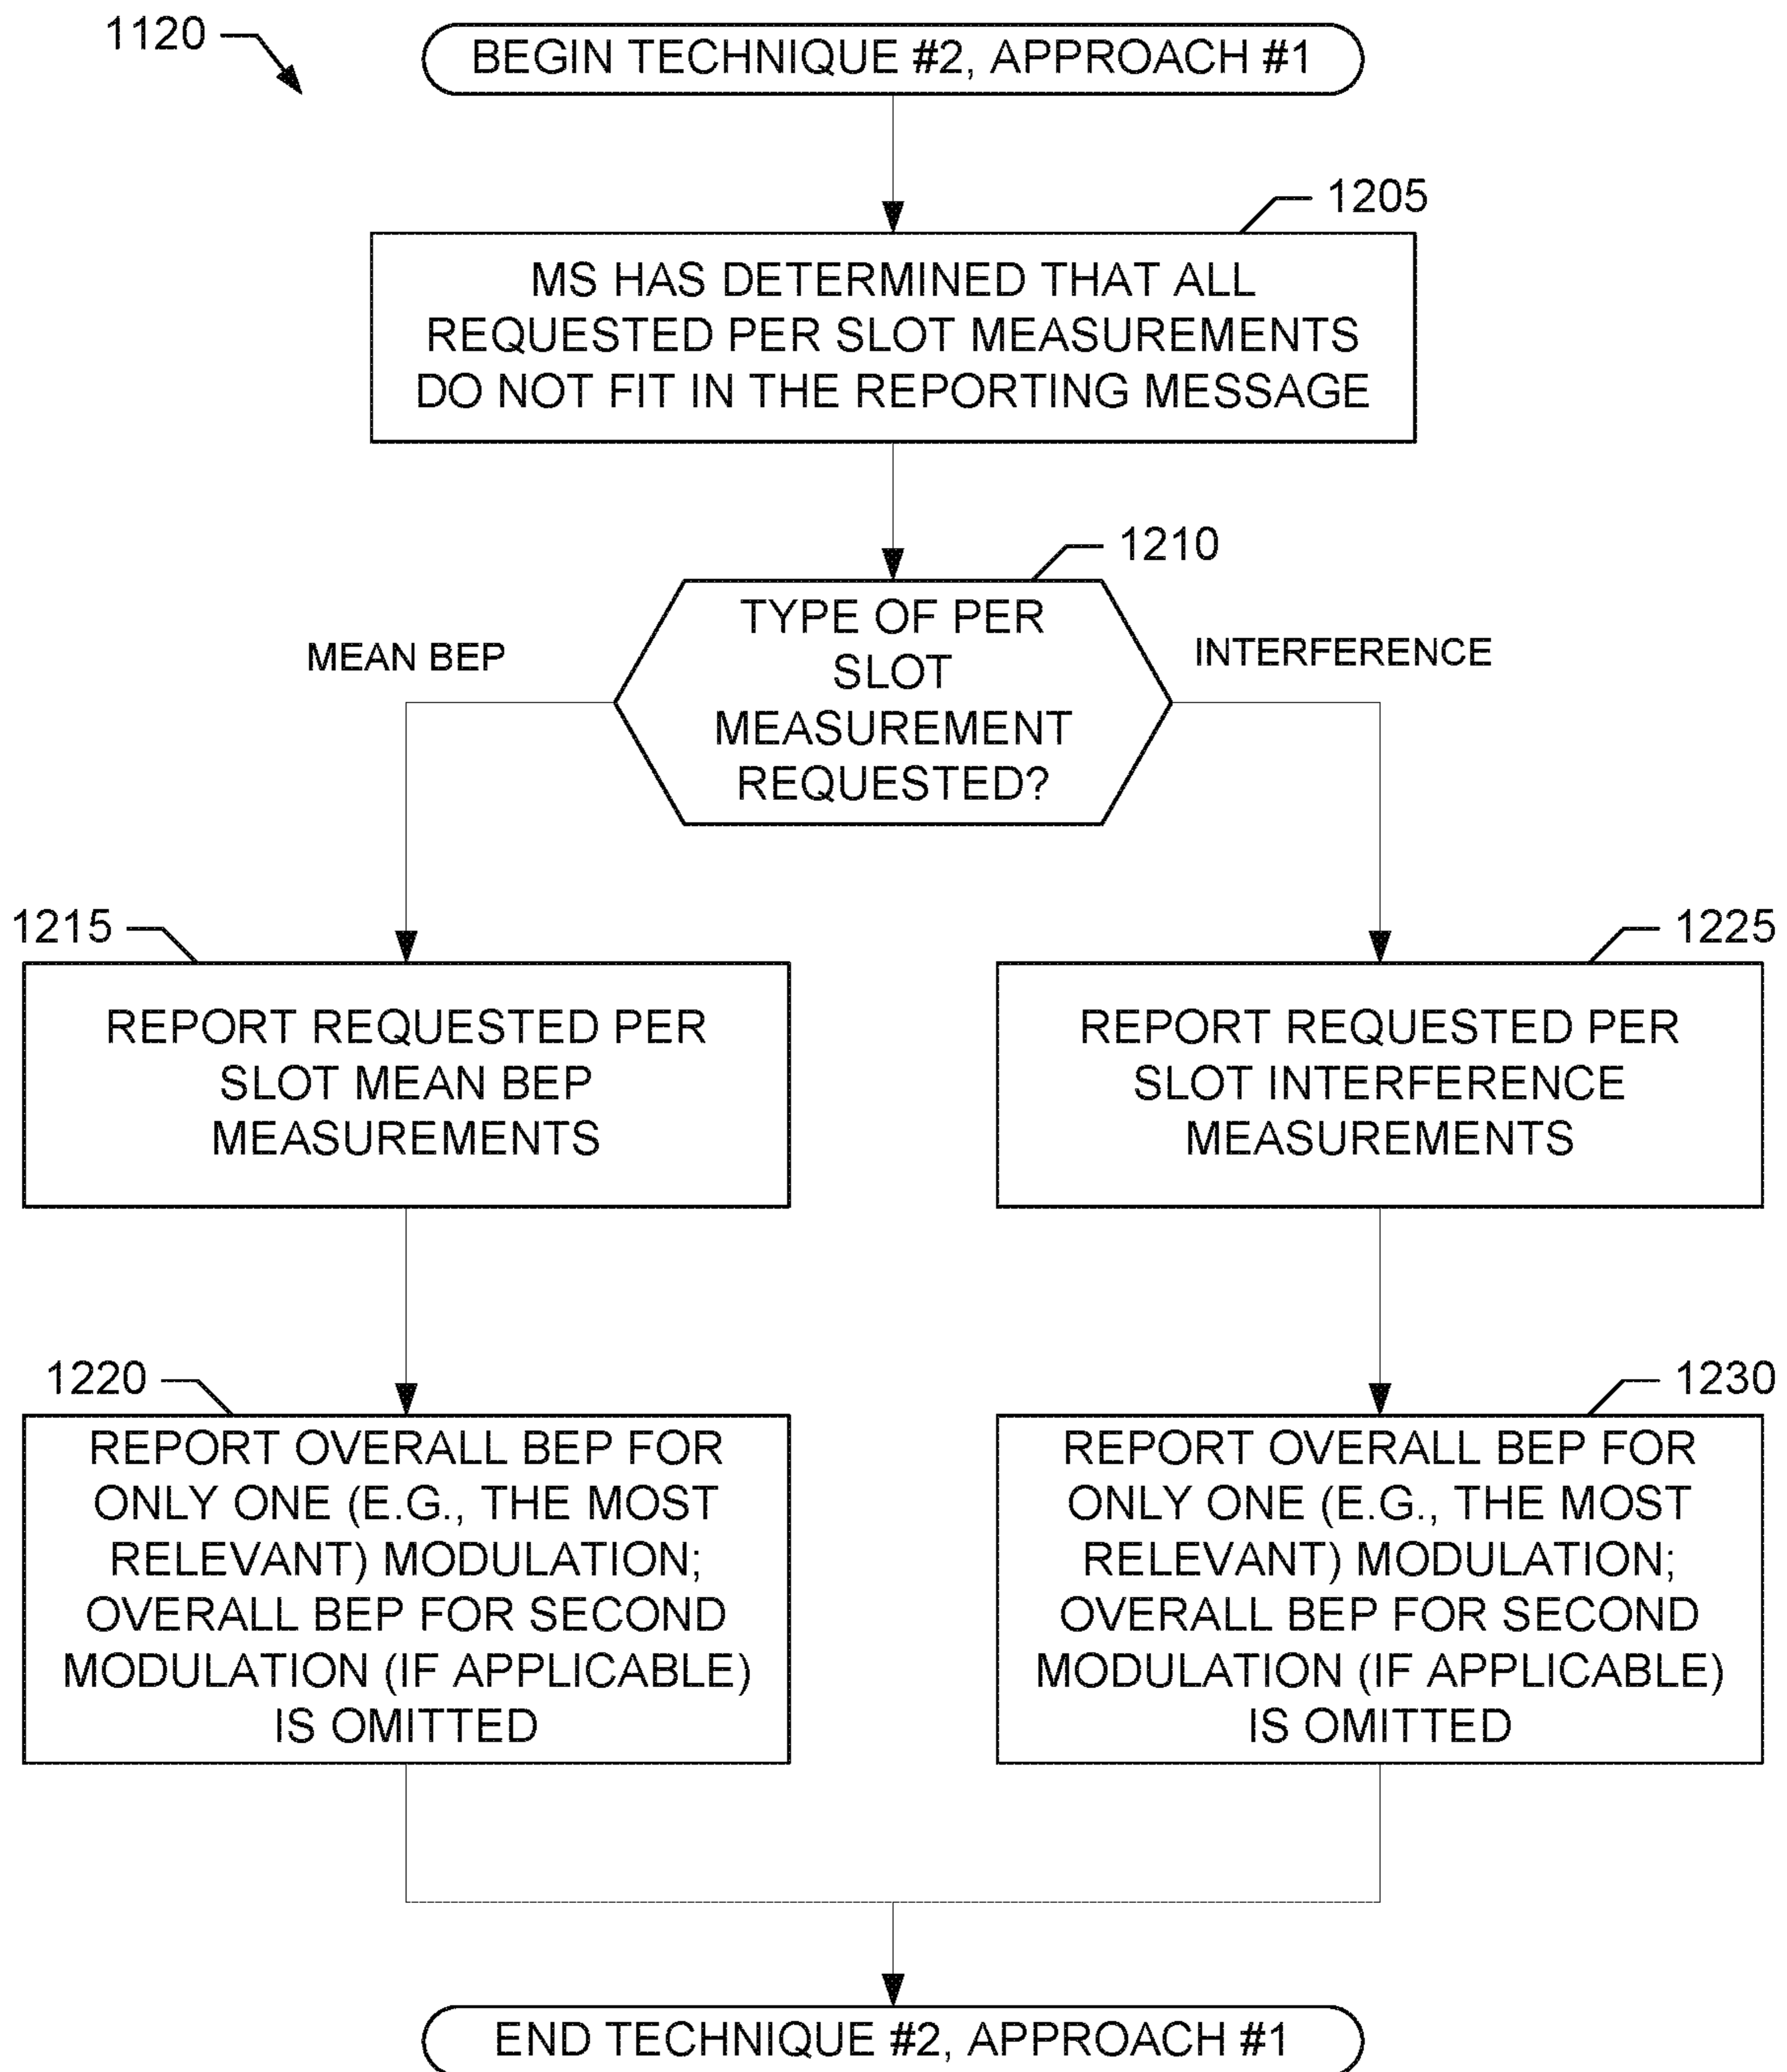 1120
BEGIN TECHNIQUE #2, APPROACH #1
1205
MS HAS DETERMINED THAT ALL
REQUESTED PER SLOT MEASUREMENTS
DO NOT FIT IN THE REPORTING MESSAGE
1210
TYPE OF PER
SLOT
MEASUREMENT
REQUESTED?
MEAN BEP
INTERFERENCE
1215
REPORT REQUESTED PER
SLOT MEAN BEP
MEASUREMENTS
1225
REPORT REQUESTED PER
SLOT INTERFERENCE
MEASUREMENTS
1220
REPORT OVERALL BEP FOR
ONLY ONE (E.G., THE MOST
RELEVANT) MODULATION;
OVERALL BEP FOR SECOND
MODULATION (IF APPLICABLE)
IS OMITTED
1230
REPORT OVERALL BEP FOR
ONLY ONE (E.G., THE MOST
RELEVANT) MODULATION;
OVERALL BEP FOR SECOND
MODULATION (IF APPLICABLE)
IS OMITTED
END TECHNIQUE #2, APPROACH #1